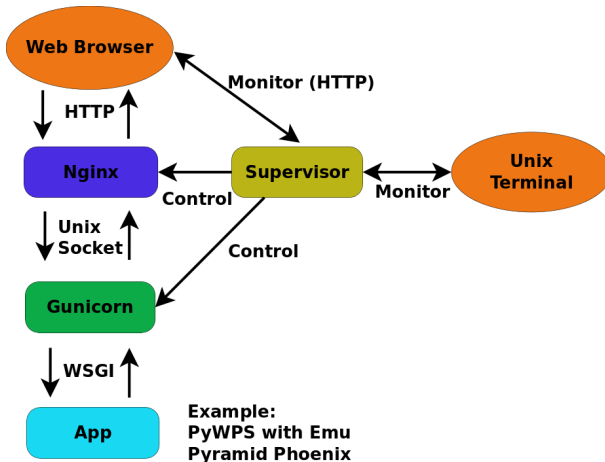 Web Browser
Monitor (HTTP)
HTTP
Nginx
Supervisor
Unix
Terminal
Control
Monitor
Unix
Socket
Control
Gunicorn
WSGI
App
Example:
PyWPS with Emu
Pyramid Phoenix